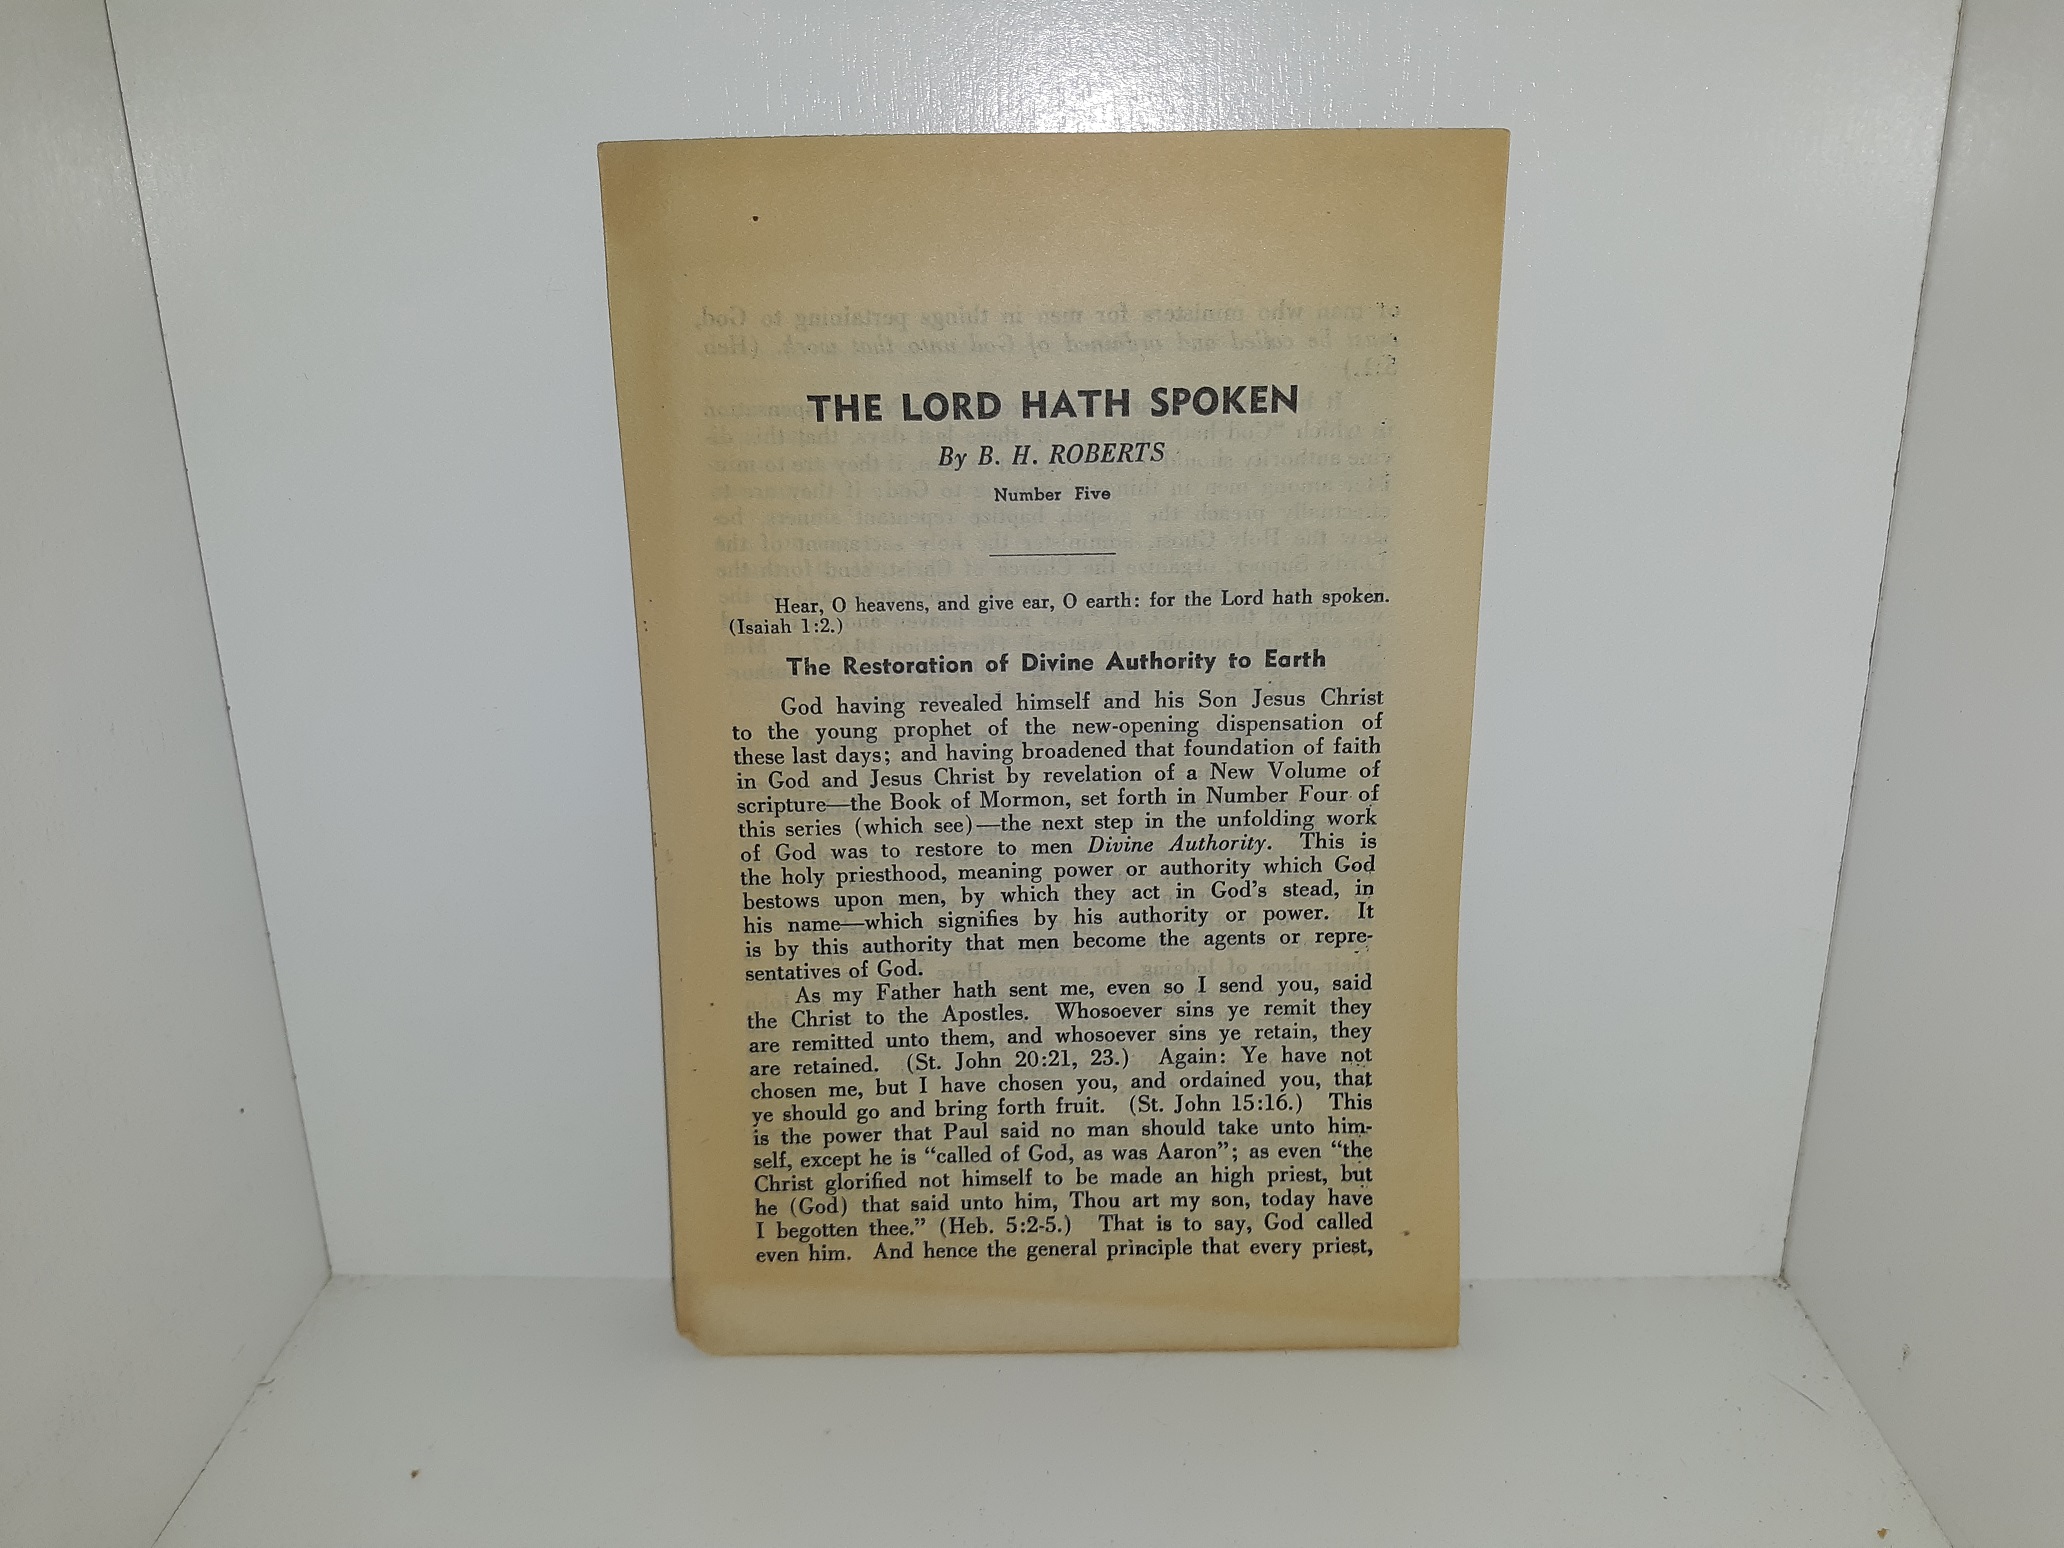 THE LORD HATH SPOKEN
By B. H. ROBERTS
Number Five
Hear, O heavens, and give ear, O earth: for the Lord hath spoken.
(Isaiah 1:2.)
The Restoration of Divine Authority to Earth
God having revealed himself and his Son Jesus Christ
to the young prophet of the new-opening dispensation of
these last days; and having broadened that foundation of faith
in God and Jesus Christ by revelation of a New Volume of
scripture—the Book of Mormon, set forth in Number Four of
this series (which see)—the next step in the unfolding work
of God was to restore to men Divine Authority. This is
the holy priesthood, meaning power or authority which God
bestows upon men, by which they act in God's stead, in
his name—which signifies by his authority or power. It
is by this authority that men become the agents or repre-
sentatives of God.
As my Father hath sent me, even so I send you, said
the Christ to the Apostles. Whosoever sins ye remit they
are remitted unto them, and whosoever sins ye retain, they
are retained. (St. John 20:21, 23.) Again: Ye have not
chosen me, but I have chosen you, and ordained you, that
ye should go and bring forth fruit. (St. John 15:16.) This
is the power that Paul said no man should take unto him-
self, except he is "called of God, as was Aaron"; as even "the
Christ glorified not himself to be made an high priest, but
he (God) that said unto him, Thou art my son, today have
I begotten thee." (Heb. 5:2-5.) That is to say, God called
even him. And hence the general principle that every priest,